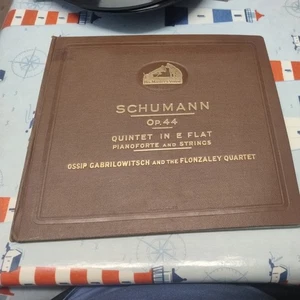 SCHUMANN
OP. 44
QUINTET IN E FLAT
PIANOFORTE AND STRINGS
OSSIP GABRILOWITSCH AND THE FLONZALEY QUARTET